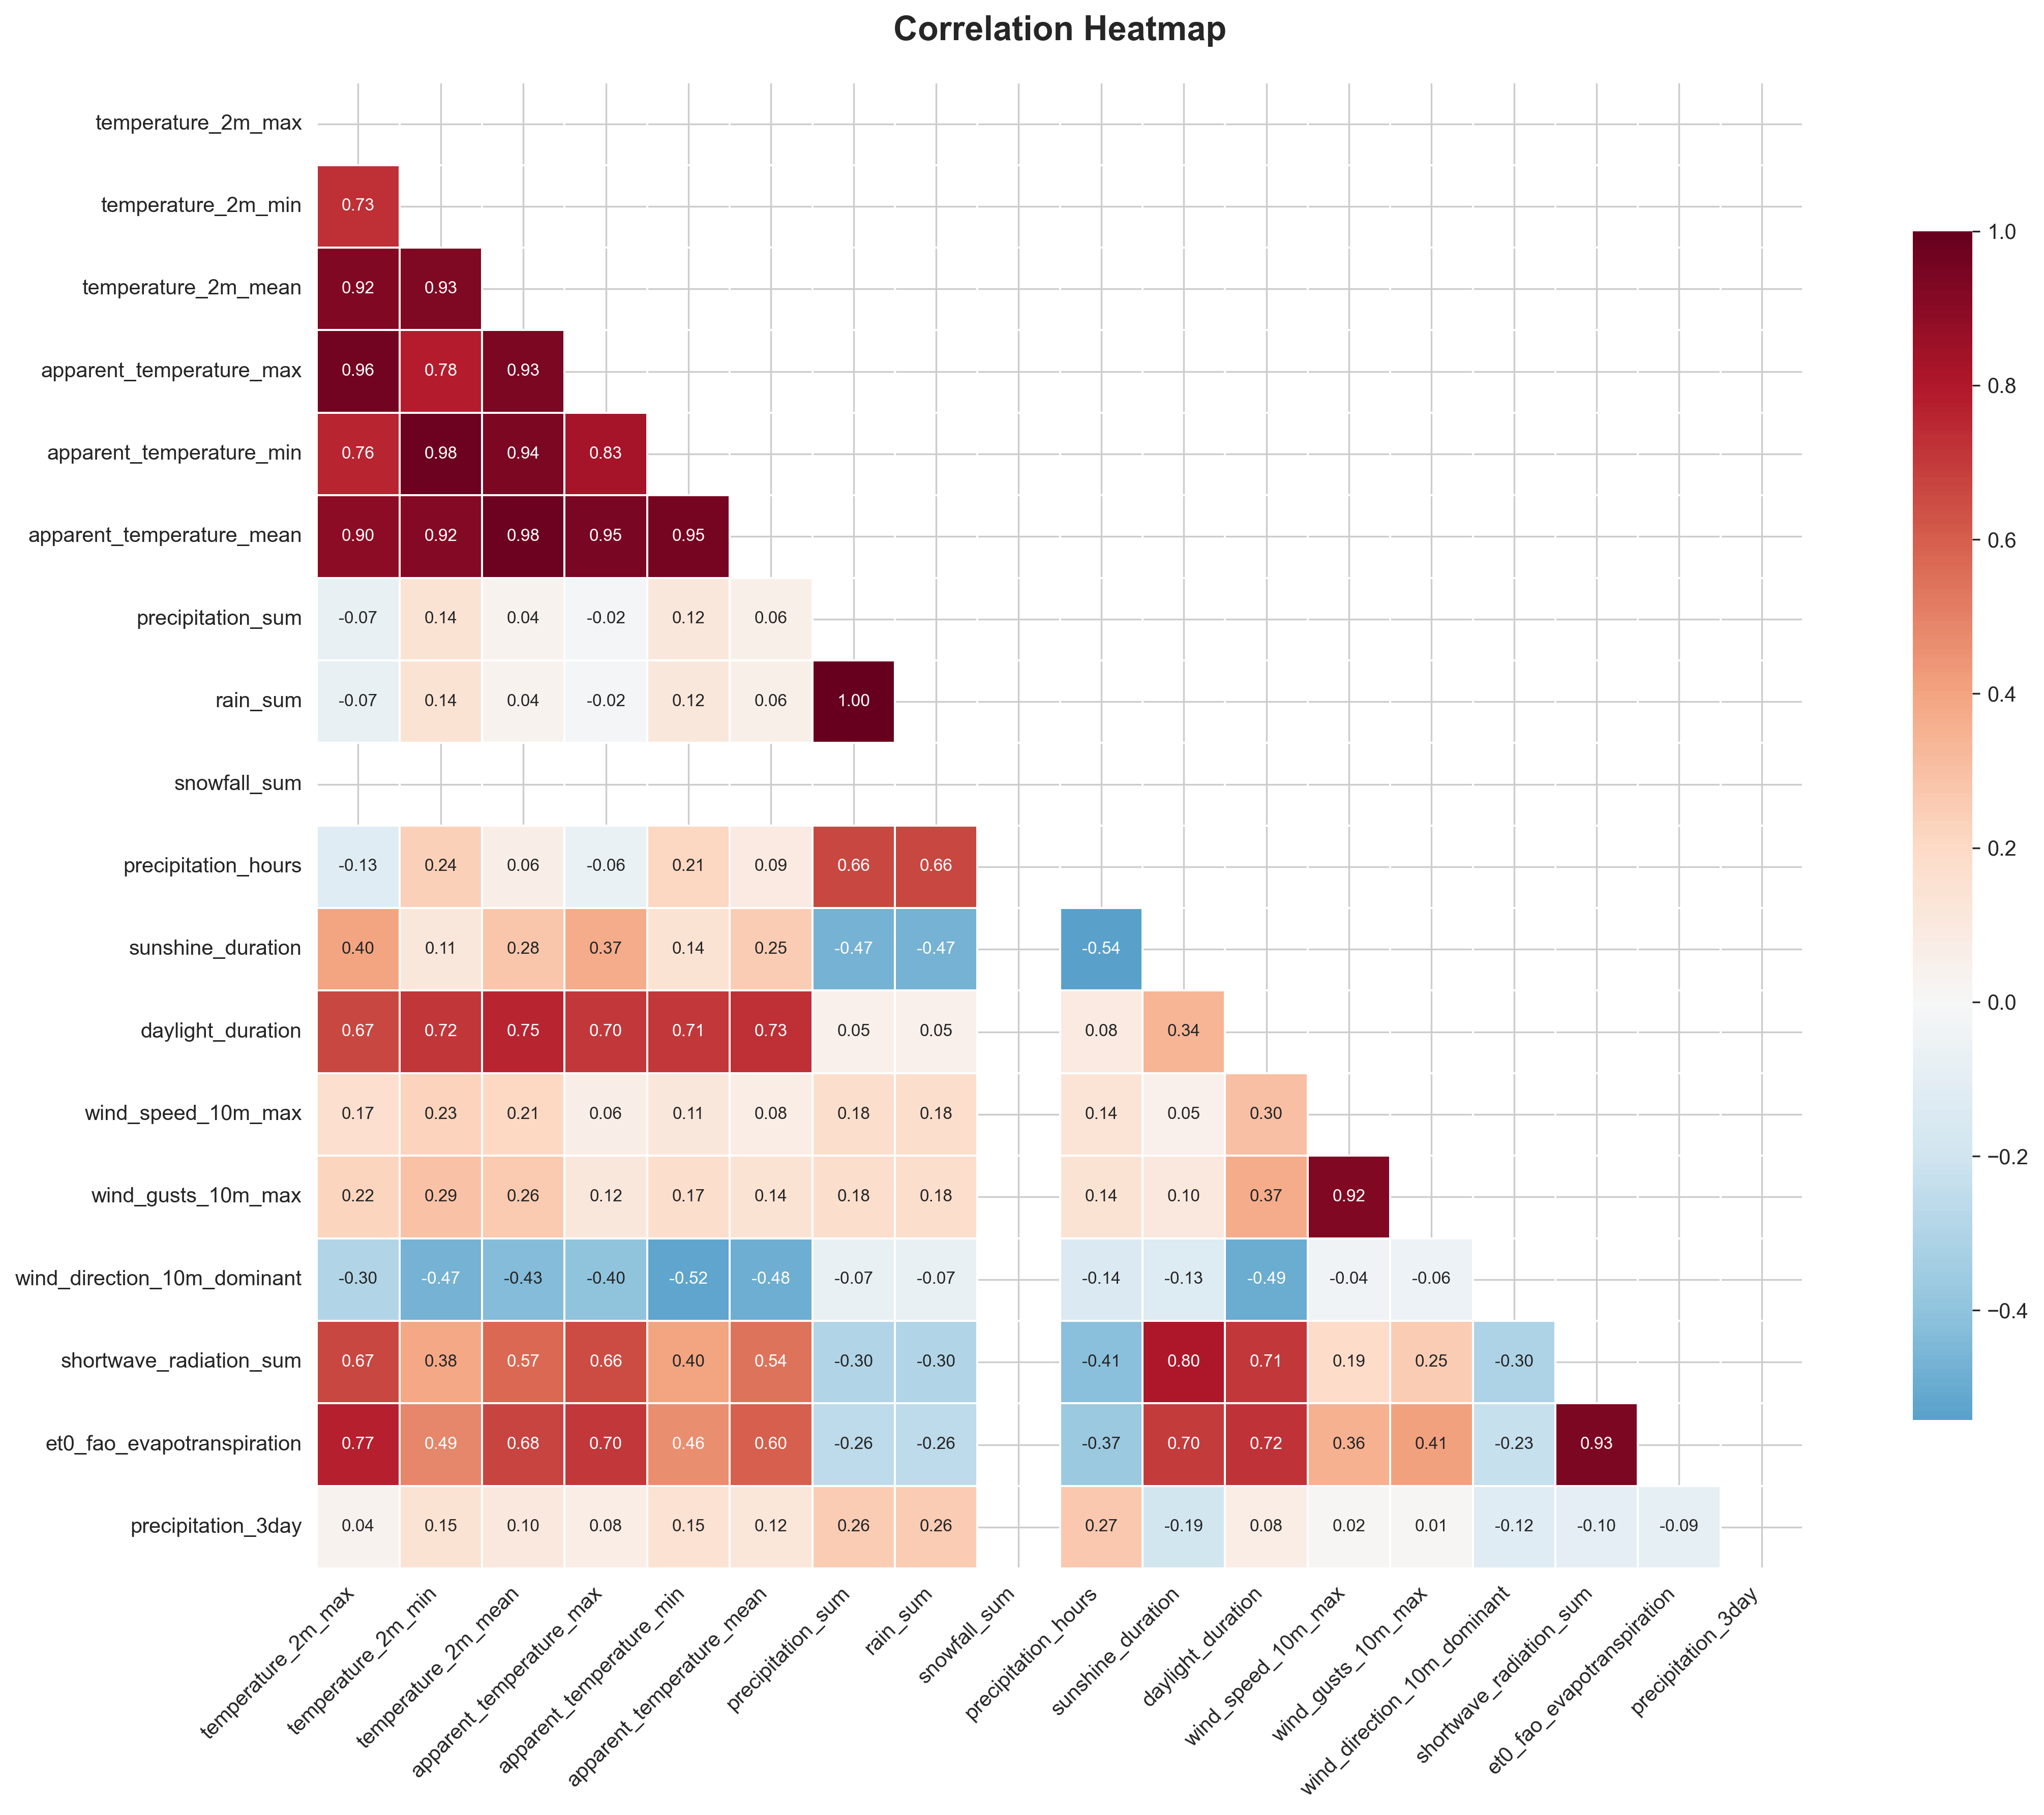 Correlation Heatmap
temperature_2m_max
temperature_2m_min 0.73
temperature_2m_mean 0.92 0.93
apparent_temperature_max 0.96 0.78 0.93
apparent_temperature_min 0.76 0.98 0.94 0.83
apparent_temperature_mean 0.90 0.92 0.98 0.95 0.95
precipitation_sum -0.07 0.14 0.04 -0.02 0.12 0.06
rain_sum -0.07 0.14 0.04 -0.02 0.12 0.06 1.00
snowfall_sum
precipitation_hours -0.13 0.24 0.06 -0.06 0.21 0.09 0.66 0.66
sunshine_duration 0.40 0.11 0.28 0.37 0.14 0.25 -0.47 -0.47 -0.54
daylight_duration 0.67 0.72 0.75 0.70 0.71 0.73 0.05 0.05 0.08 0.34
wind_speed_10m_max 0.17 0.23 0.21 0.06 0.11 0.08 0.18 0.18 0.14 0.05 0.30
wind_gusts_10m_max 0.22 0.29 0.26 0.12 0.17 0.14 0.18 0.18 0.14 0.10 0.37 0.92
wind_direction_10m_dominant -0.30 -0.47 -0.43 -0.40 -0.52 -0.48 -0.07 -0.07 -0.14 -0.13 -0.49 -0.04 -0.06
shortwave_radiation_sum 0.67 0.38 0.57 0.66 0.40 0.54 -0.30 -0.30 -0.41 0.80 0.71 0.19 0.25 -0.30
et0_fao_evapotranspiration 0.77 0.49 0.68 0.70 0.46 0.60 -0.26 -0.26 -0.37 0.70 0.72 0.36 0.41 -0.23 0.93
precipitation_3day 0.04 0.15 0.10 0.08 0.15 0.12 0.26 0.26 0.27 -0.19 0.08 0.02 0.01 -0.12 -0.10 -0.09
temperature_2m_max
temperature_2m_min
temperature_2m_mean
apparent_temperature_max
apparent_temperature_min
apparent_temperature_mean
precipitation_sum
rain_sum
snowfall_sum
precipitation_hours
sunshine_duration
daylight_duration
wind_speed_10m_max
wind_gusts_10m_max
wind_direction_10m_dominant
shortwave_radiation_sum
et0_fao_evapotranspiration
precipitation_3day
1.0
0.8
0.6
0.4
0.2
0.0
−0.2
−0.4